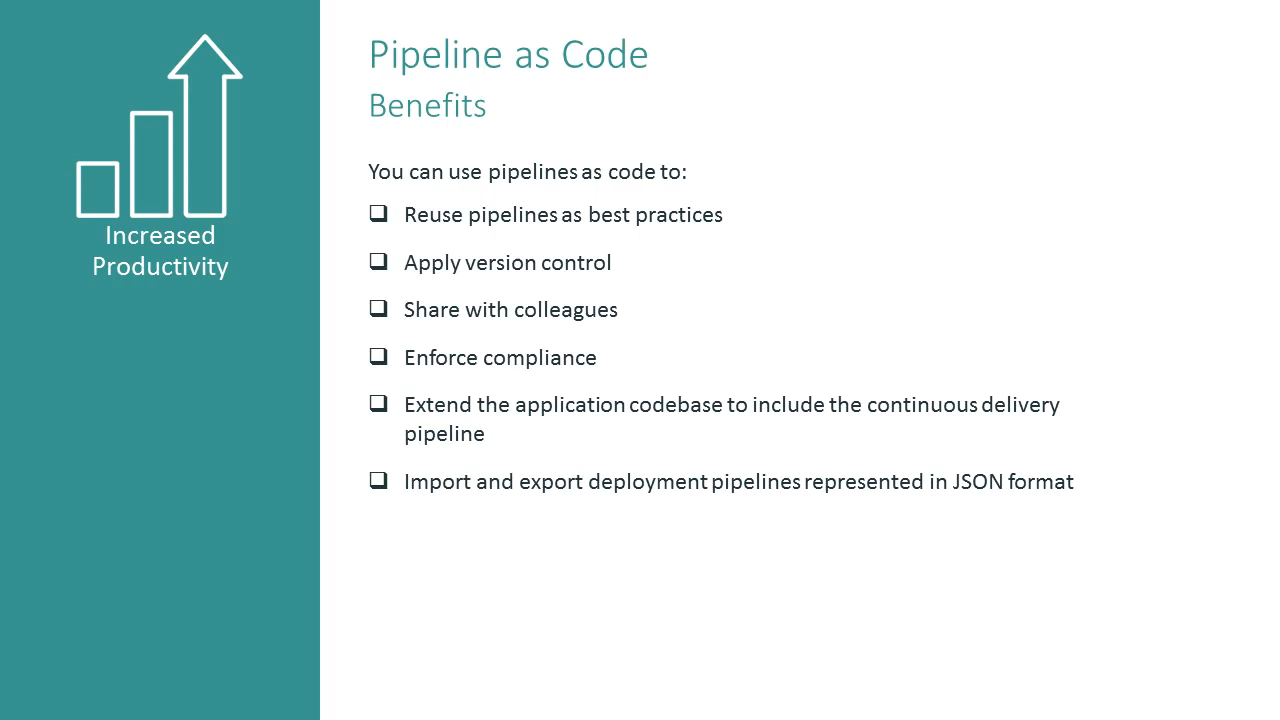 Increased
Productivity
Pipeline as Code
Benefits
You can use pipelines as code to:
Reuse pipelines as best practices
Apply version control
Share with colleagues
Enforce compliance
Extend the application codebase to include the continuous delivery
pipeline
Import and export deployment pipelines represented in JSON format